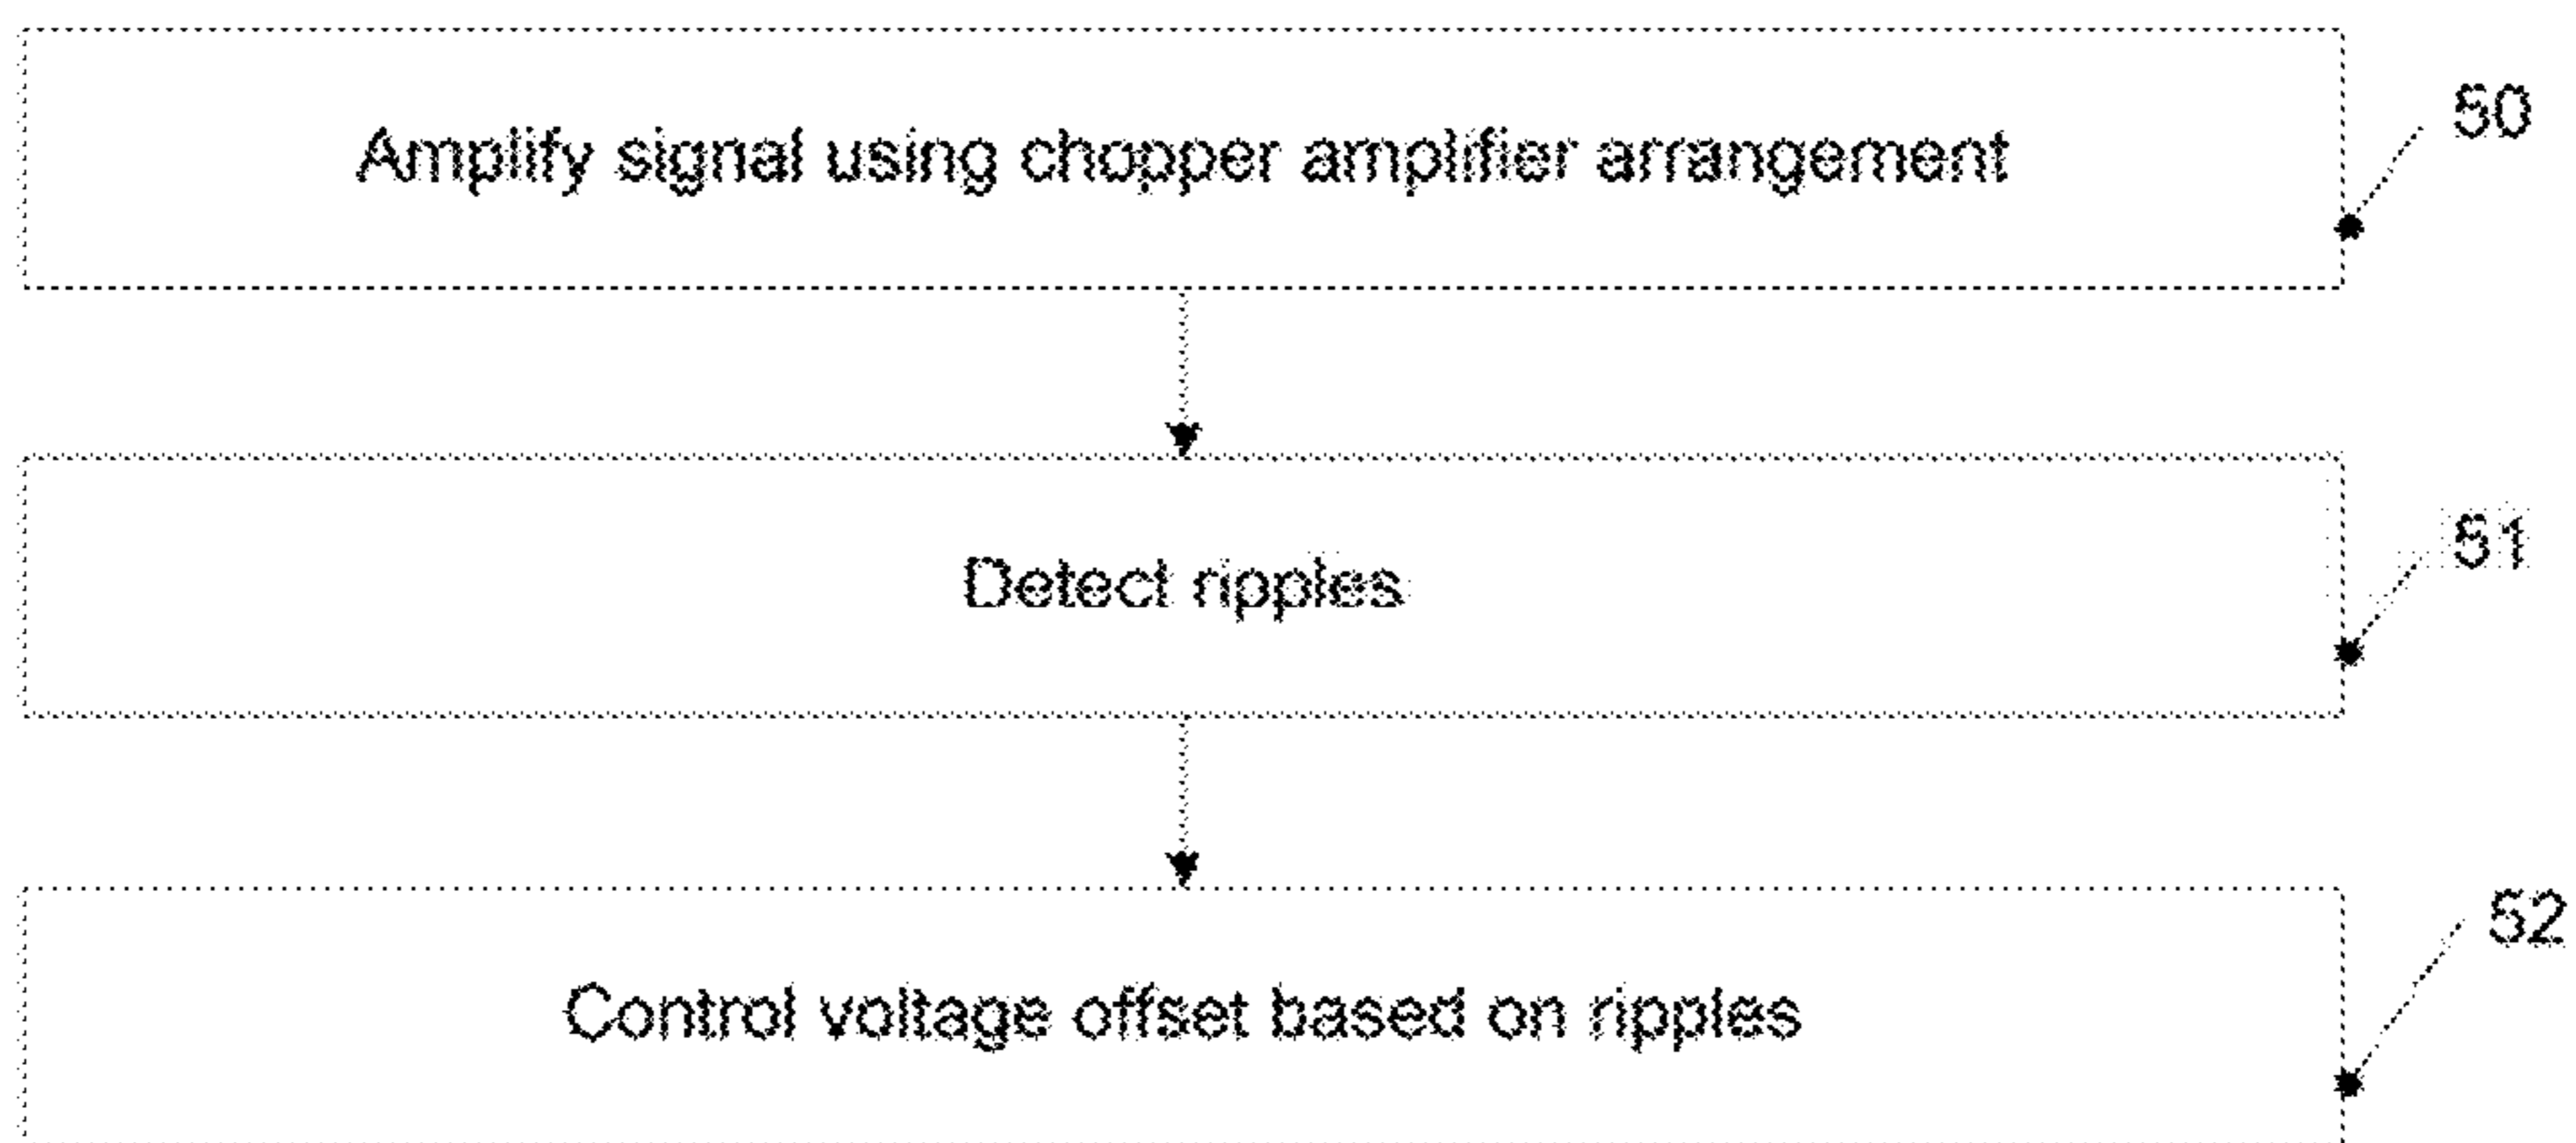 Amplify signal using chopper amplifier arrangement
50
Detect ripples
51
Control voltage offset based on ripples
52